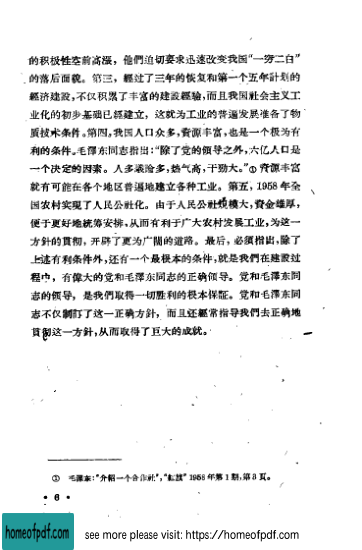 的积极性空前高漲，他們迫切要求迅速改变我国“一穷二白”
的落后面貌。第三，經过了三年的恢复和第一个五年計划的
經济建設，不仅积累了丰富的建設經驗，而且我国社会主义工
业化的初步基础已經建立，这就为工业的普遍发展准备了物
质技术条件。第四，我国人口众多，資源丰富，也是一个极为有
利的条件。毛澤东同志指出：“除了党的領导之外，六亿人口是
一个决定的因素。人多議論多，热气高，干劲大。”① 資源丰富
就有可能在各个地区普遍地建立各种工业。第五，1958年全
国农村实现了人民公社化。由于人民公社規模大，資金雄厚，
便于更好地統筹安排，从而有利于广大农村发展工业，为这一
方針的貫彻，开辟了更为广闊的道路。最后，必須指出，除了
上述有利条件外，还有一个最根本的条件，就是我們在建設过
程中，有偉大的党和毛澤东同志的正确領导。党和毛澤东同
志的領导，是我們取得一切胜利的根本保証。党和毛澤东同
志不仅制訂了这一正确方針，而且还經常指导我們去正确地
貫彻这一方針，从而取得了巨大的成就。
① 毛澤东：“介紹一个合作社”，“紅旗”1958年第1期，第3頁。
• 6 •
homeofpdf.com
see more please visit: https://homeofpdf.com